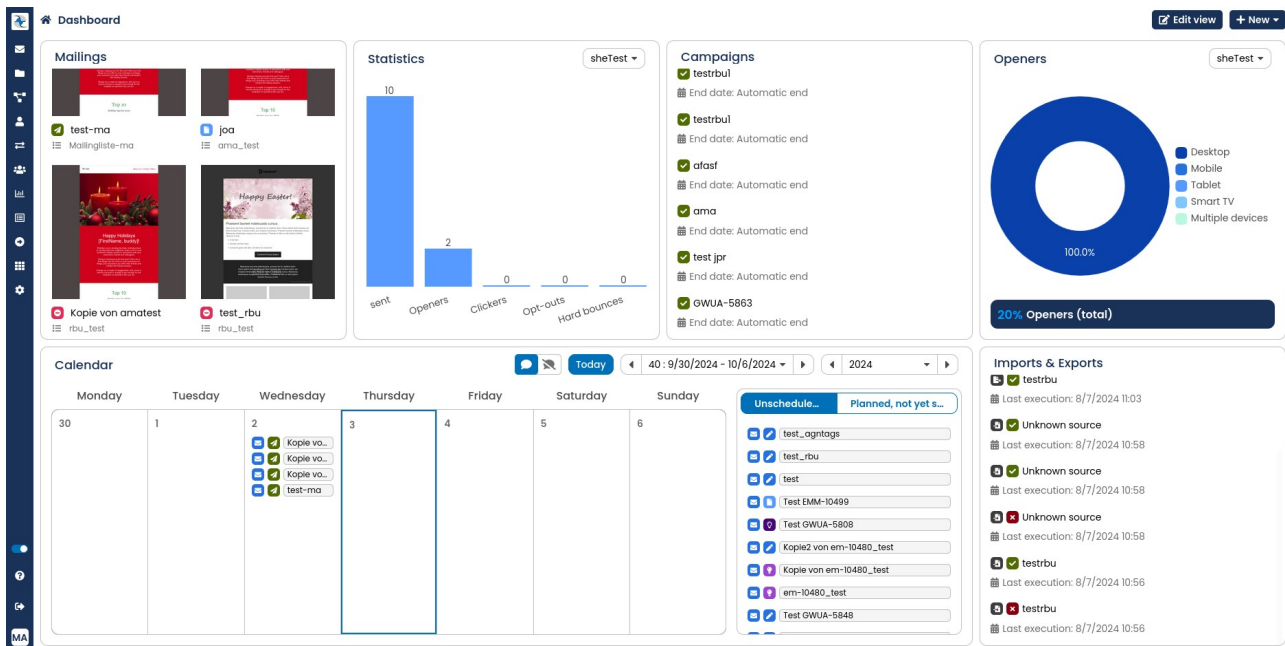 Dashboard
Edit view
+ New
Mailings
Top 10
Top 10
test-ma
Mailingliste-ma
joa
ama_test
Happy Holidays
[FirstName, buddy]!
Top 10
Happy Easter!
Kopie von amatest
rbu_test
test_rbu
rbu_test
Statistics
sheTest
10
2
0
0
0
sent
Openers
Clickers
Opt-outs
Hard bounces
Campaigns
testrbu1
End date: Automatic end
testrbu1
End date: Automatic end
afasf
End date: Automatic end
ama
End date: Automatic end
test jpr
End date: Automatic end
GWUA-5863
End date: Automatic end
Openers
sheTest
100.0%
Desktop
Mobile
Tablet
Smart TV
Multiple devices
20% Openers (total)
Calendar
Today
40 : 9/30/2024 - 10/6/2024
2024
Monday
Tuesday
Wednesday
Thursday
Friday
Saturday
Sunday
30
1
2
3
4
5
6
Kopie vo...
Kopie vo...
Kopie vo...
test-ma
Unschedule...
Planned, not yet s...
test_agntags
test_rbu
test
Test EMM-10499
Test GWUA-5808
Kopie2 von em-10480_test
Kopie von em-10480_test
em-10480_test
Test GWUA-5848
Imports & Exports
testrbu
Last execution: 8/7/2024 11:03
Unknown source
Last execution: 8/7/2024 10:58
Unknown source
Last execution: 8/7/2024 10:58
Unknown source
Last execution: 8/7/2024 10:58
testrbu
Last execution: 8/7/2024 10:56
testrbu
Last execution: 8/7/2024 10:56
MA